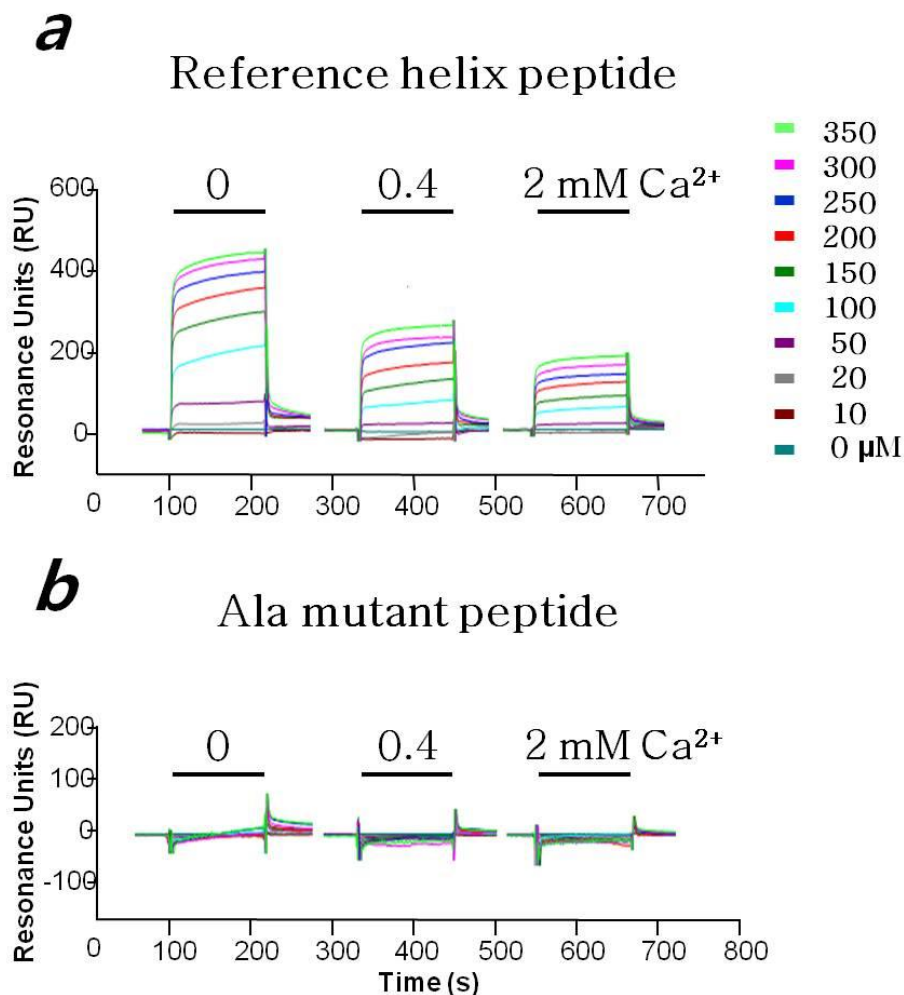 a
Reference helix peptide
0 0.4 2 mM Ca²⁺
Resonance Units (RU)
600
400
200
0
0 100 200 300 400 500 600 700
350
300
250
200
150
100
50
20
10
0 µM
b
Ala mutant peptide
0 0.4 2 mM Ca²⁺
Resonance Units (RU)
200
100
0
-100
0 100 200 300 400 500 600 700 800
Time (s)